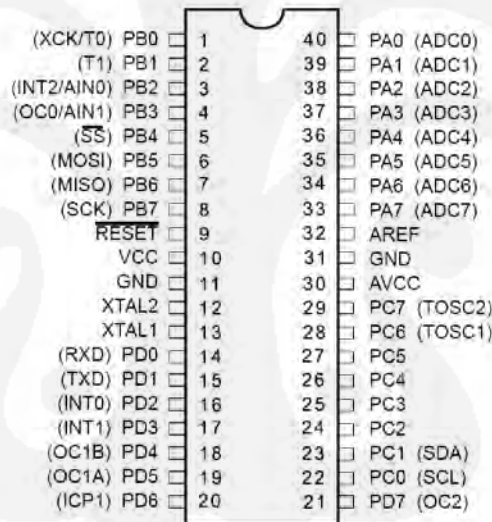 (XCK/T0) PB0 1 40 PA0 (ADC0)
(T1) PB1 2 39 PA1 (ADC1)
(INT2/AIN0) PB2 3 38 PA2 (ADC2)
(OC0/AIN1) PB3 4 37 PA3 (ADC3)
(SS) PB4 5 36 PA4 (ADC4)
(MOSI) PB5 6 35 PA5 (ADC5)
(MISO) PB6 7 34 PA6 (ADC6)
(SCK) PB7 8 33 PA7 (ADC7)
RESET 9 32 AREF
VCC 10 31 GND
GND 11 30 AVCC
XTAL2 12 29 PC7 (TOSC2)
XTAL1 13 28 PC6 (TOSC1)
(RXD) PD0 14 27 PC5
(TXD) PD1 15 26 PC4
(INT0) PD2 16 25 PC3
(INT1) PD3 17 24 PC2
(OC1B) PD4 18 23 PC1 (SDA)
(OC1A) PD5 19 22 PC0 (SCL)
(ICP1) PD6 20 21 PD7 (OC2)